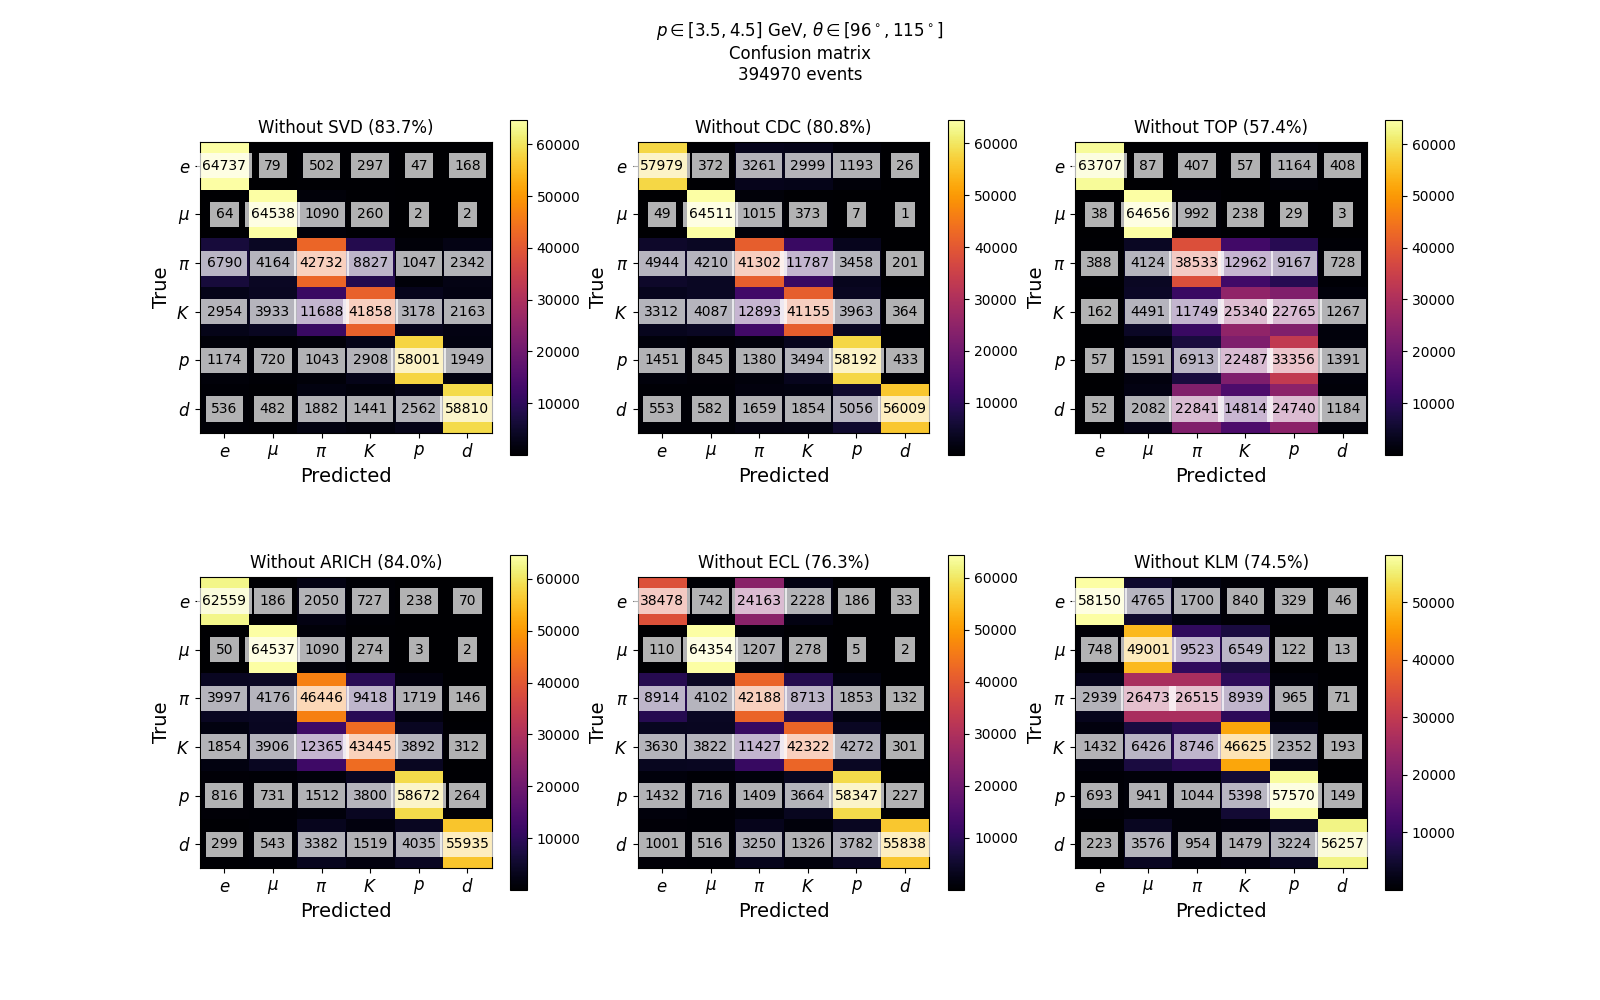 p ∈ [3.5, 4.5] GeV, θ ∈ [96°, 115°]
Confusion matrix
394970 events
Without SVD (83.7%)
True
e 64737 79 502 297 47 168
μ 64 64538 1090 260 2 2
π 6790 4164 42732 8827 1047 2342
K 2954 3933 11688 41858 3178 2163
p 1174 720 1043 2908 58001 1949
d 536 482 1882 1441 2562 58810
e μ π K p d
Predicted
60000
50000
40000
30000
20000
10000
Without CDC (80.8%)
True
57979 372 3261 2999 1193 26
49 64511 1015 373 7 1
4944 4210 41302 11787 3458 201
3312 4087 12893 41155 3963 364
1451 845 1380 3494 58192 433
553 582 1659 1854 5056 56009
e μ π K p d
Predicted
60000
50000
40000
30000
20000
10000
Without TOP (57.4%)
True
e 63707 87 407 57 1164 408
μ 38 64656 992 238 29 3
π 388 4124 38533 12962 9167 728
K 162 4491 11749 25340 22765 1267
p 57 1591 6913 22487 33356 1391
d 52 2082 22841 14814 24740 1184
e μ π K p d
Predicted
60000
50000
40000
30000
20000
10000
Without ARICH (84.0%)
True
e 62559 186 2050 727 238 70
μ 50 64537 1090 274 3 2
π 3997 4176 46446 9418 1719 146
K 1854 3906 12365 43445 3892 312
p 816 731 1512 3800 58672 264
d 299 543 3382 1519 4035 55935
e μ π K p d
Predicted
60000
50000
40000
30000
20000
10000
Without ECL (76.3%)
True
e 38478 742 24163 2228 186 33
μ 110 64354 1207 278 5 2
π 8914 4102 42188 8713 1853 132
K 3630 3822 11427 42322 4272 301
p 1432 716 1409 3664 58347 227
d 1001 516 3250 1326 3782 55838
e μ π K p d
Predicted
60000
50000
40000
30000
20000
10000
Without KLM (74.5%)
True
e 58150 4765 1700 840 329 46
μ 748 49001 9523 6549 122 13
π 2939 26473 26515 8939 965 71
K 1432 6426 8746 46625 2352 193
p 693 941 1044 5398 57570 149
d 223 3576 954 1479 3224 56257
e μ π K p d
Predicted
50000
40000
30000
20000
10000